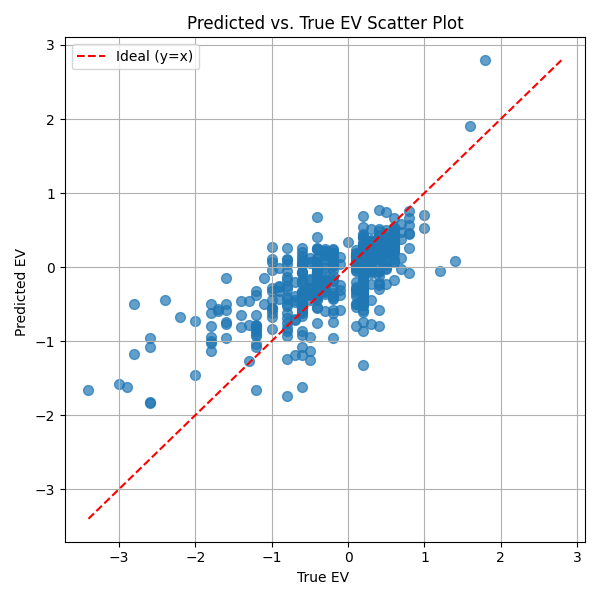 Predicted vs. True EV Scatter Plot
Ideal (y=x)
Predicted EV
3
2
1
0
−1
−2
−3
−3 −2 −1 0 1 2 3
True EV